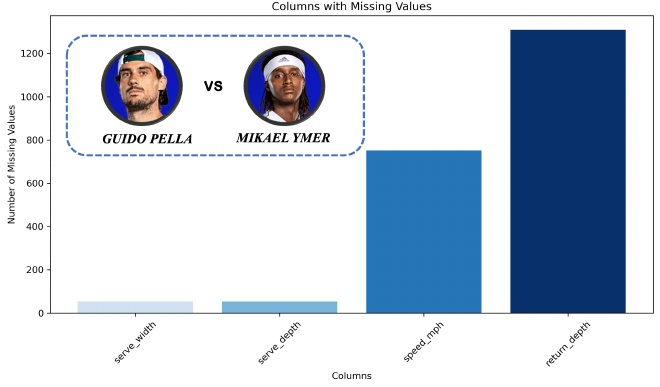 Columns with Missing Values
Number of Missing Values
1200
1000
800
600
400
200
0
GUIDO PELLA
VS
MIKAEL YMER
serve_width
serve_depth
speed_mph
return_depth
Columns